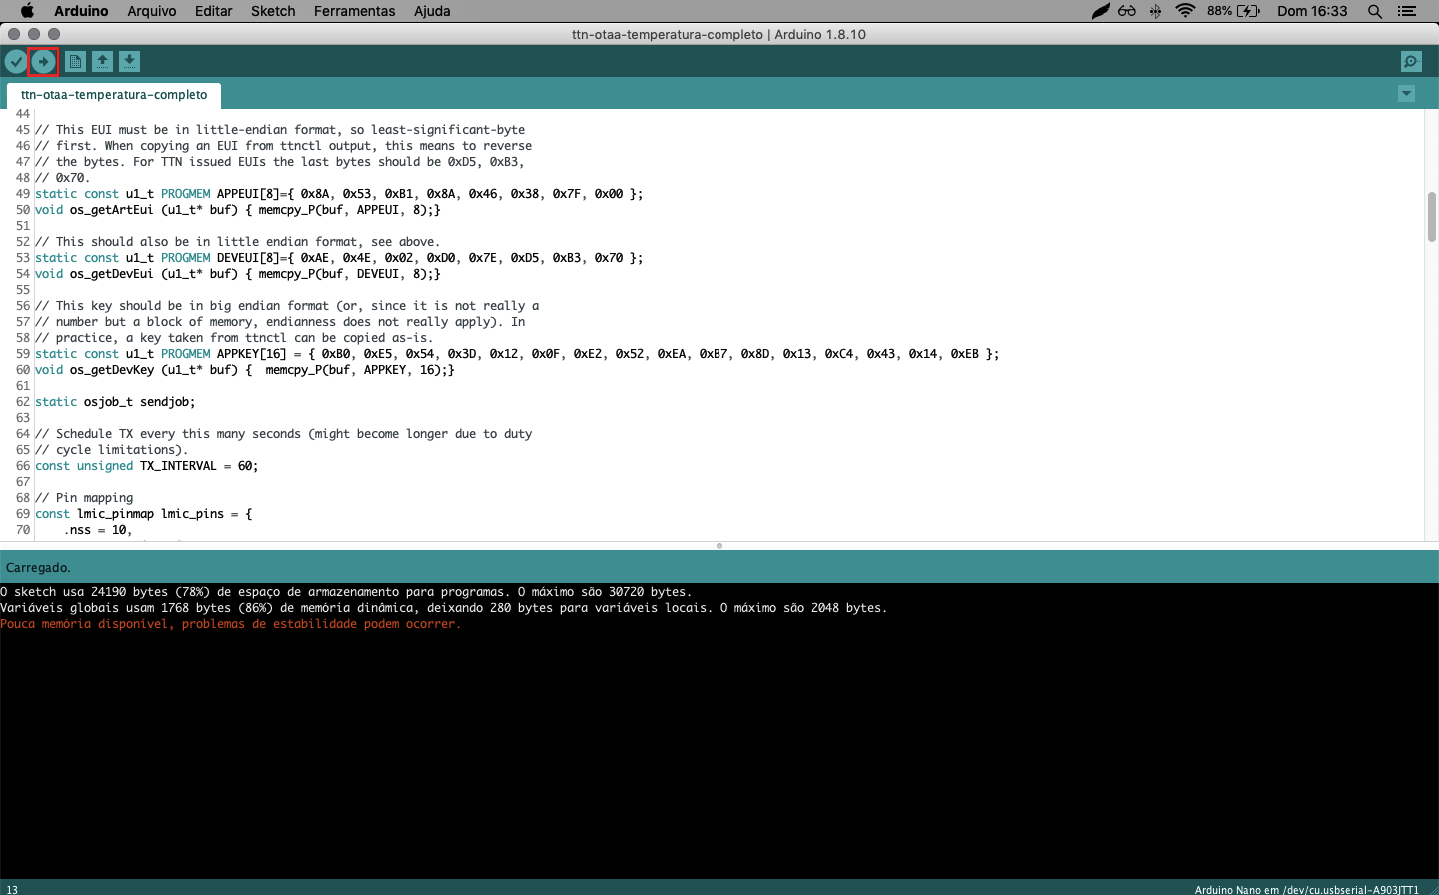 Arduino Arquivo Editar Sketch Ferramentas Ajuda 88% Dom 16:33
ttn-otaa-temperatura-completo | Arduino 1.8.10
ttn-otaa-temperatura-completo
44
45 // This EUI must be in little-endian format, so least-significant-byte
46 // first. When copying an EUI from ttnctl output, this means to reverse
47 // the bytes. For TTN issued EUIs the last bytes should be 0xD5, 0xB3,
48 // 0x70.
49 static const u1_t PROGMEM APPEUI[8]={ 0x8A, 0x53, 0xB1, 0x8A, 0x46, 0x38, 0x7F, 0x00 };
50 void os_getArtEui (u1_t* buf) { memcpy_P(buf, APPEUI, 8);}
51
52 // This should also be in little endian format, see above.
53 static const u1_t PROGMEM DEVEUI[8]={ 0xAE, 0x4E, 0x02, 0xD0, 0x7E, 0xD5, 0xB3, 0x70 };
54 void os_getDevEui (u1_t* buf) { memcpy_P(buf, DEVEUI, 8);}
55
56 // This key should be in big endian format (or, since it is not really a
57 // number but a block of memory, endianness does not really apply). In
58 // practice, a key taken from ttnctl can be copied as-is.
59 static const u1_t PROGMEM APPKEY[16] = { 0xB0, 0xE5, 0x54, 0x3D, 0x12, 0x0F, 0xE2, 0x52, 0xEA, 0xB7, 0x8D, 0x13, 0xC4, 0x43, 0x14, 0xEB };
60 void os_getDevKey (u1_t* buf) {  memcpy_P(buf, APPKEY, 16);}
61
62 static osjob_t sendjob;
63
64 // Schedule TX every this many seconds (might become longer due to duty
65 // cycle limitations).
66 const unsigned TX_INTERVAL = 60;
67
68 // Pin mapping
69 const lmic_pinmap lmic_pins = {
70     .nss = 10,
Carregado.
O sketch usa 24190 bytes (78%) de espaço de armazenamento para programas. O máximo são 30720 bytes.
Variáveis globais usam 1768 bytes (86%) de memória dinâmica, deixando 280 bytes para variáveis locais. O máximo são 2048 bytes.
Pouca memória disponível, problemas de estabilidade podem ocorrer.
13 Arduino Nano em /dev/cu.usbserial-A903JTT1